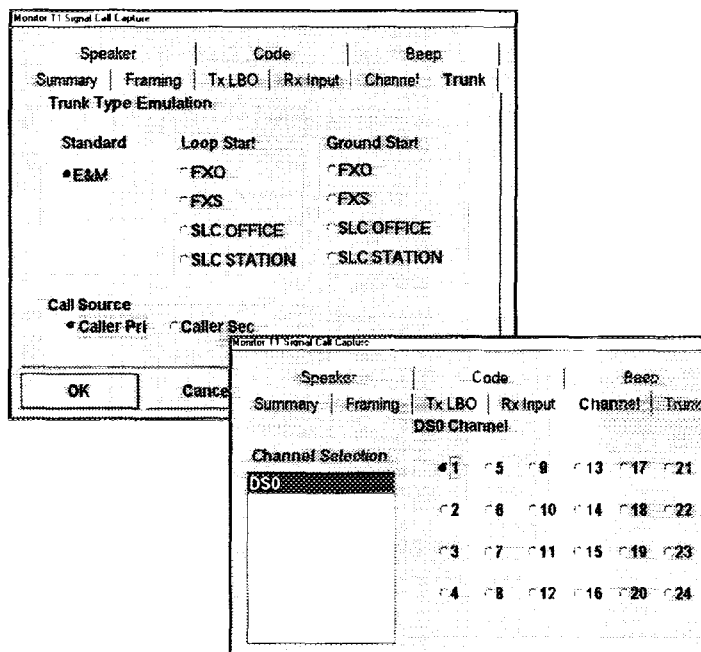 Monitor T1 Signal Call Capture
Speaker Code Beep
Summary Framing Tx LBO Rx Input Channel Trunk
Trunk Type Emulation
Standard Loop Start Ground Start
E&M FXO FXO
FXS FXS
SLC OFFICE SLC OFFICE
SLC STATION SLC STATION
Call Source
Caller Pri Caller Sec
OK Cance
Monitor T1 Signal Call Capture
Speaker Code Beep
Summary Framing Tx LBO Rx Input Channel Trunk
DS0 Channel
Channel Selection
DS0
1 5 9 13 17 21
2 6 10 14 18 22
3 7 11 15 19 23
4 8 12 16 20 24